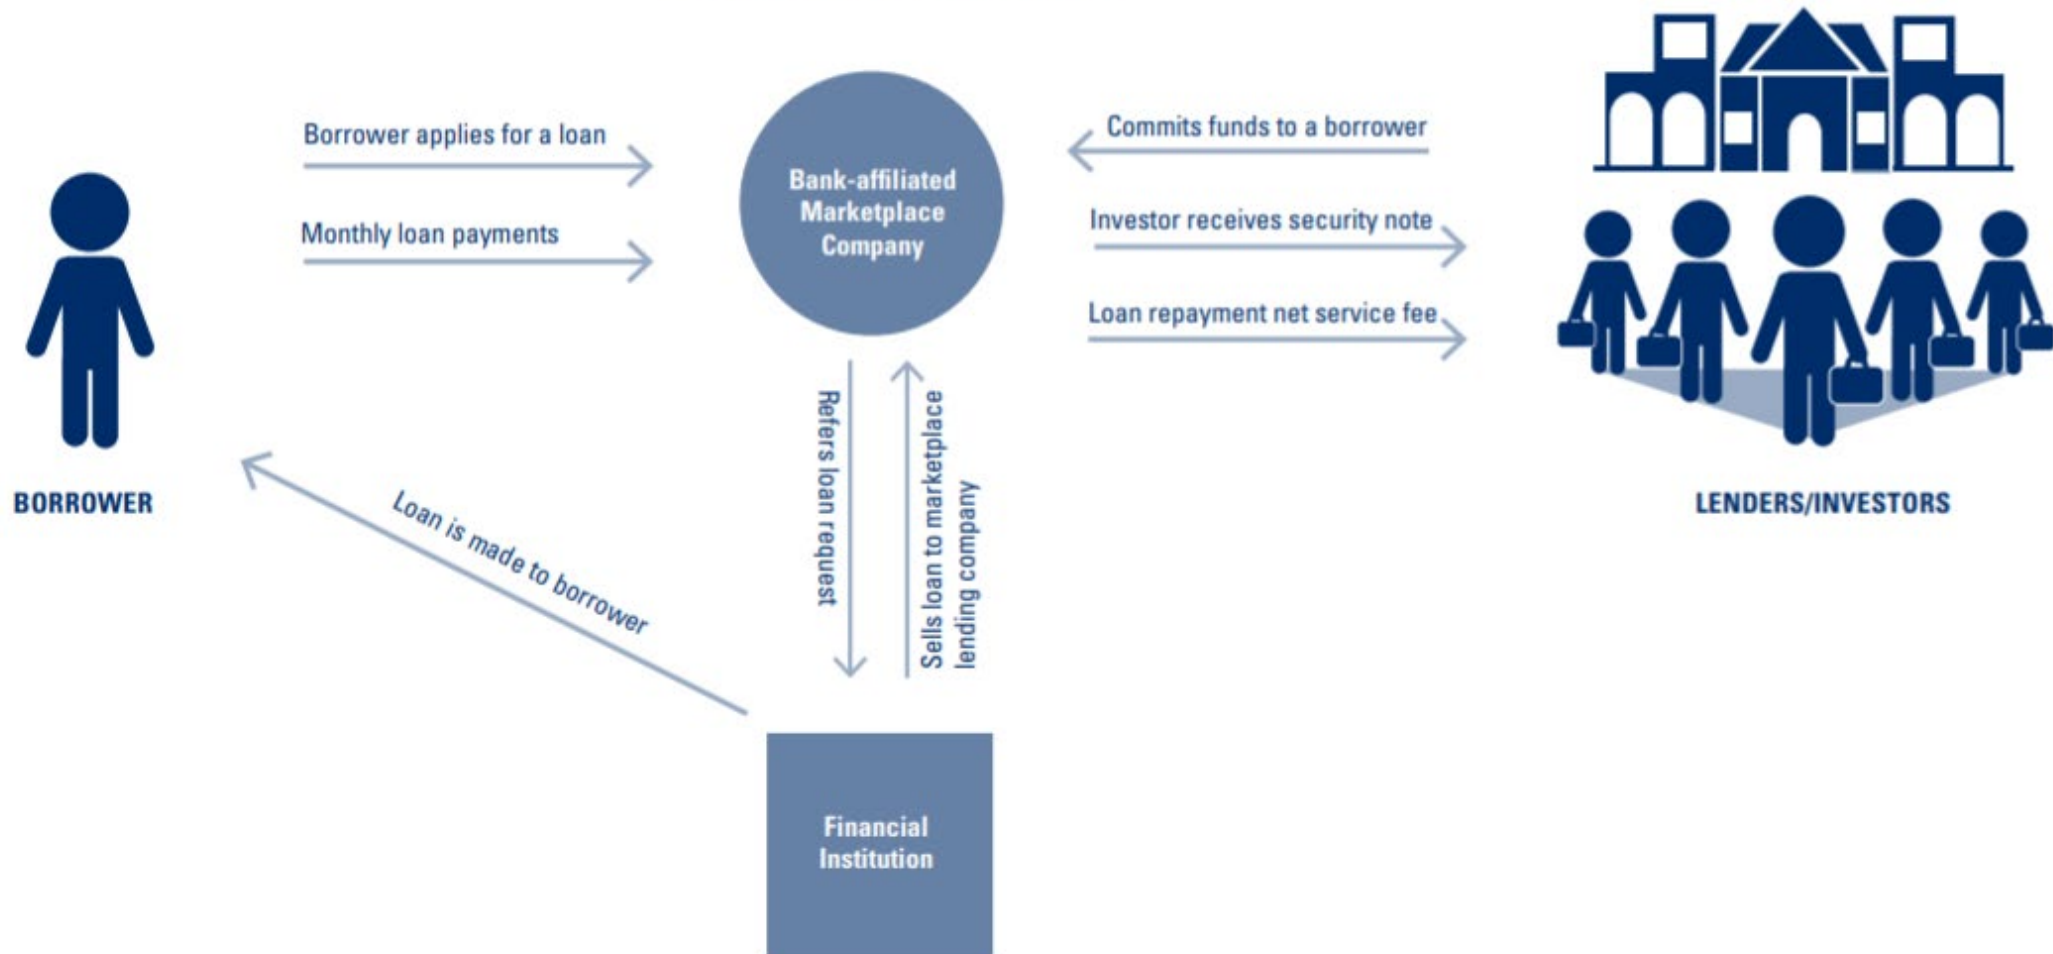 Borrower applies for a loan
Monthly loan payments
Bank-affiliated
Marketplace
Company
Commits funds to a borrower
Investor receives security note
Loan repayment net service fee
BORROWER
LENDERS/INVESTORS
Loan is made to borrower
Refers loan request
Sells loan to marketplace
lending company
Financial
Institution